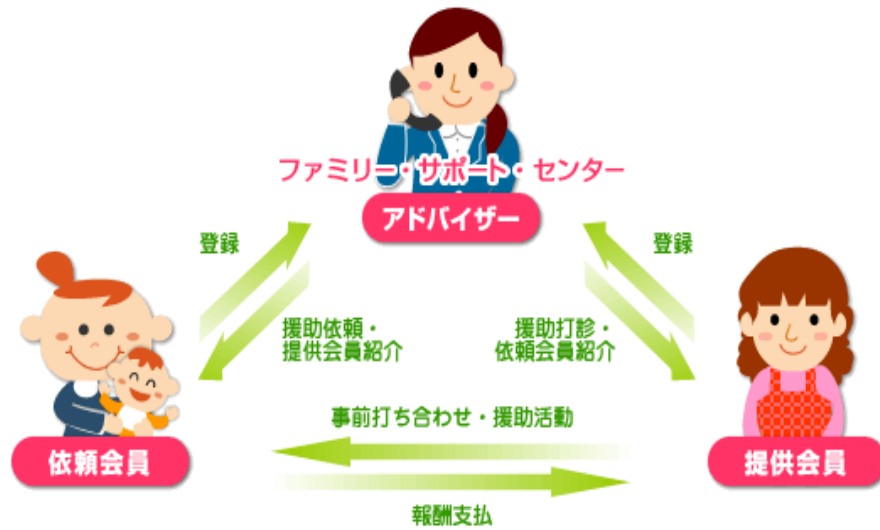 ファミリー・サポート・センター
アドバイザー
登録
登録
援助依頼・
提供会員紹介
援助打診・
依頼会員紹介
事前打ち合わせ・援助活動
依頼会員
提供会員
報酬支払